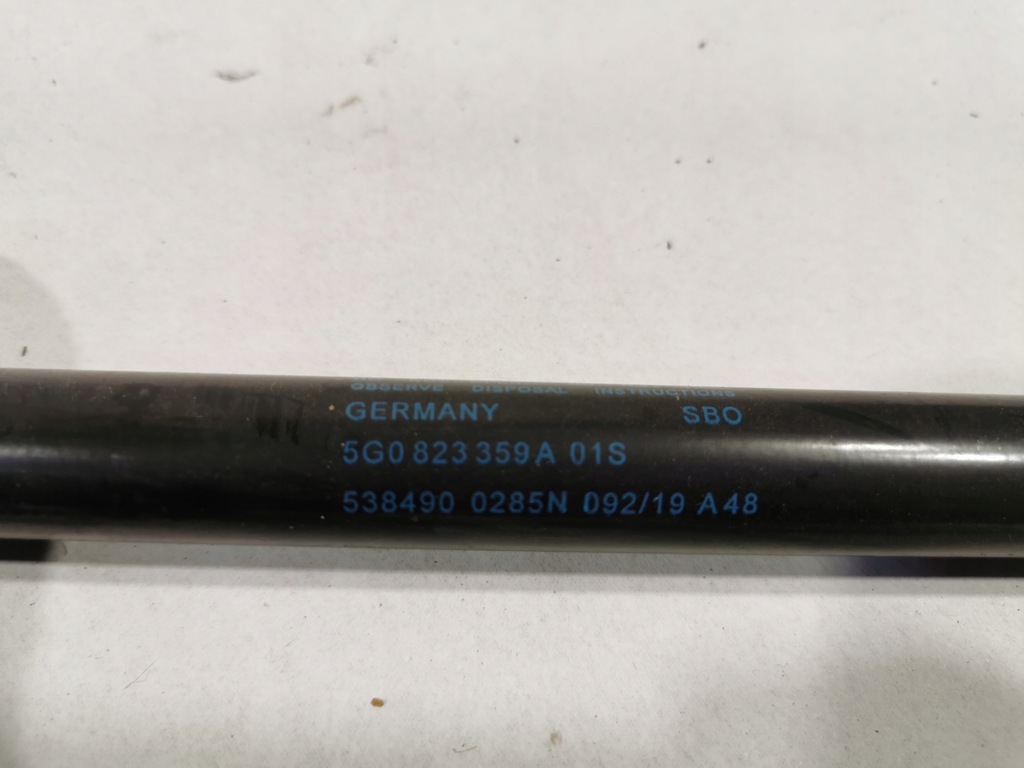 OBSERVE DISPOSAL INSTRUCTIONS
GERMANY SBO
5G0 823 359 A 01S
538490 0285N 092/19 A48